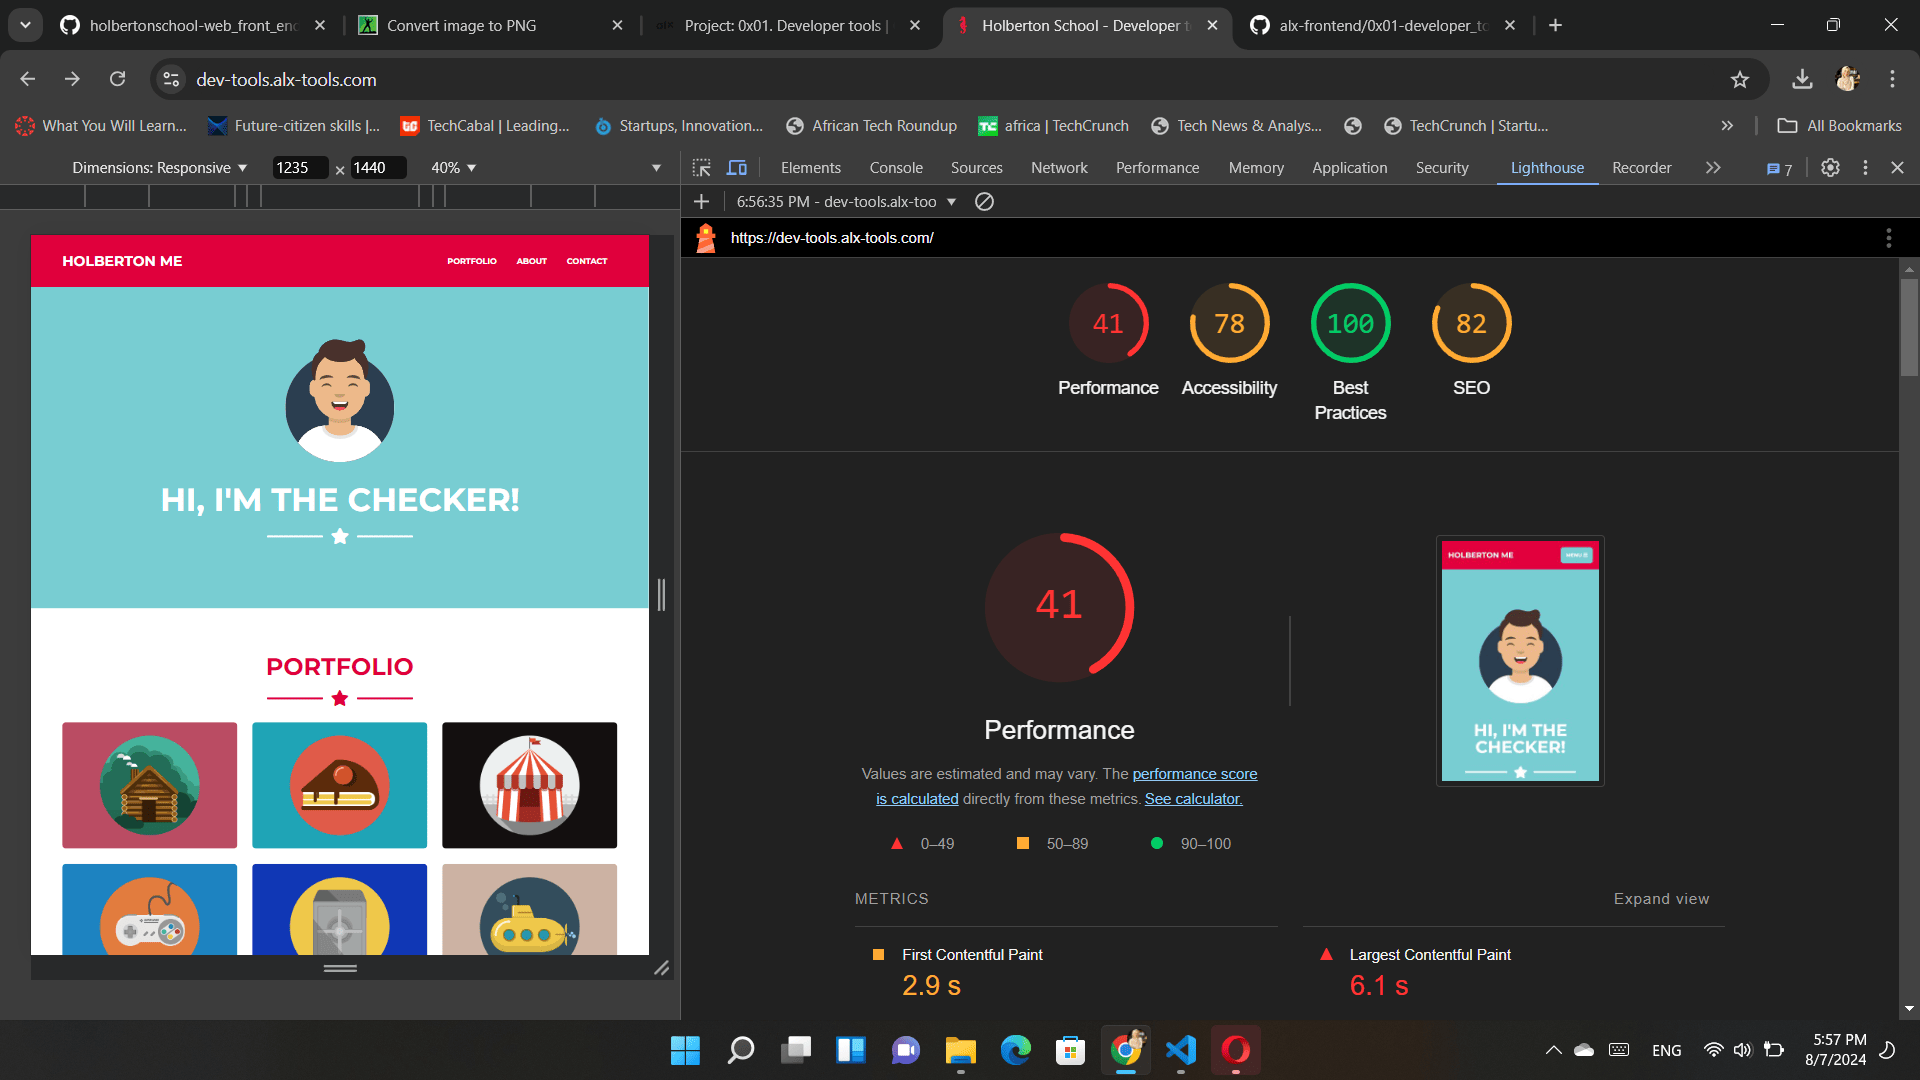 holbertonschool-web_front_end
Convert image to PNG
alx Project: 0x01. Developer tools |
Holberton School - Developer t
alx-frontend/0x01-developer_to
dev-tools.alx-tools.com
What You Will Learn...
Future-citizen skills |...
TC TechCabal | Leading...
Startups, Innovation...
African Tech Roundup
TC africa | TechCrunch
Tech News & Analys...
TechCrunch | Startu...
All Bookmarks
Dimensions: Responsive 1235 × 1440 40%
Elements Console Sources Network Performance Memory Application Security Lighthouse Recorder 7
6:56:35 PM - dev-tools.alx-too
https://dev-tools.alx-tools.com/
HOLBERTON ME
PORTFOLIO ABOUT CONTACT
HI, I'M THE CHECKER!
PORTFOLIO
41 78 100 82
Performance Accessibility Best Practices SEO
41
Performance
Values are estimated and may vary. The performance score
is calculated directly from these metrics. See calculator.
0–49 50–89 90–100
HOLBERTON ME MENU
HI, I'M THE
CHECKER!
METRICS
Expand view
First Contentful Paint
2.9 s
Largest Contentful Paint
6.1 s
ENG
5:57 PM
8/7/2024